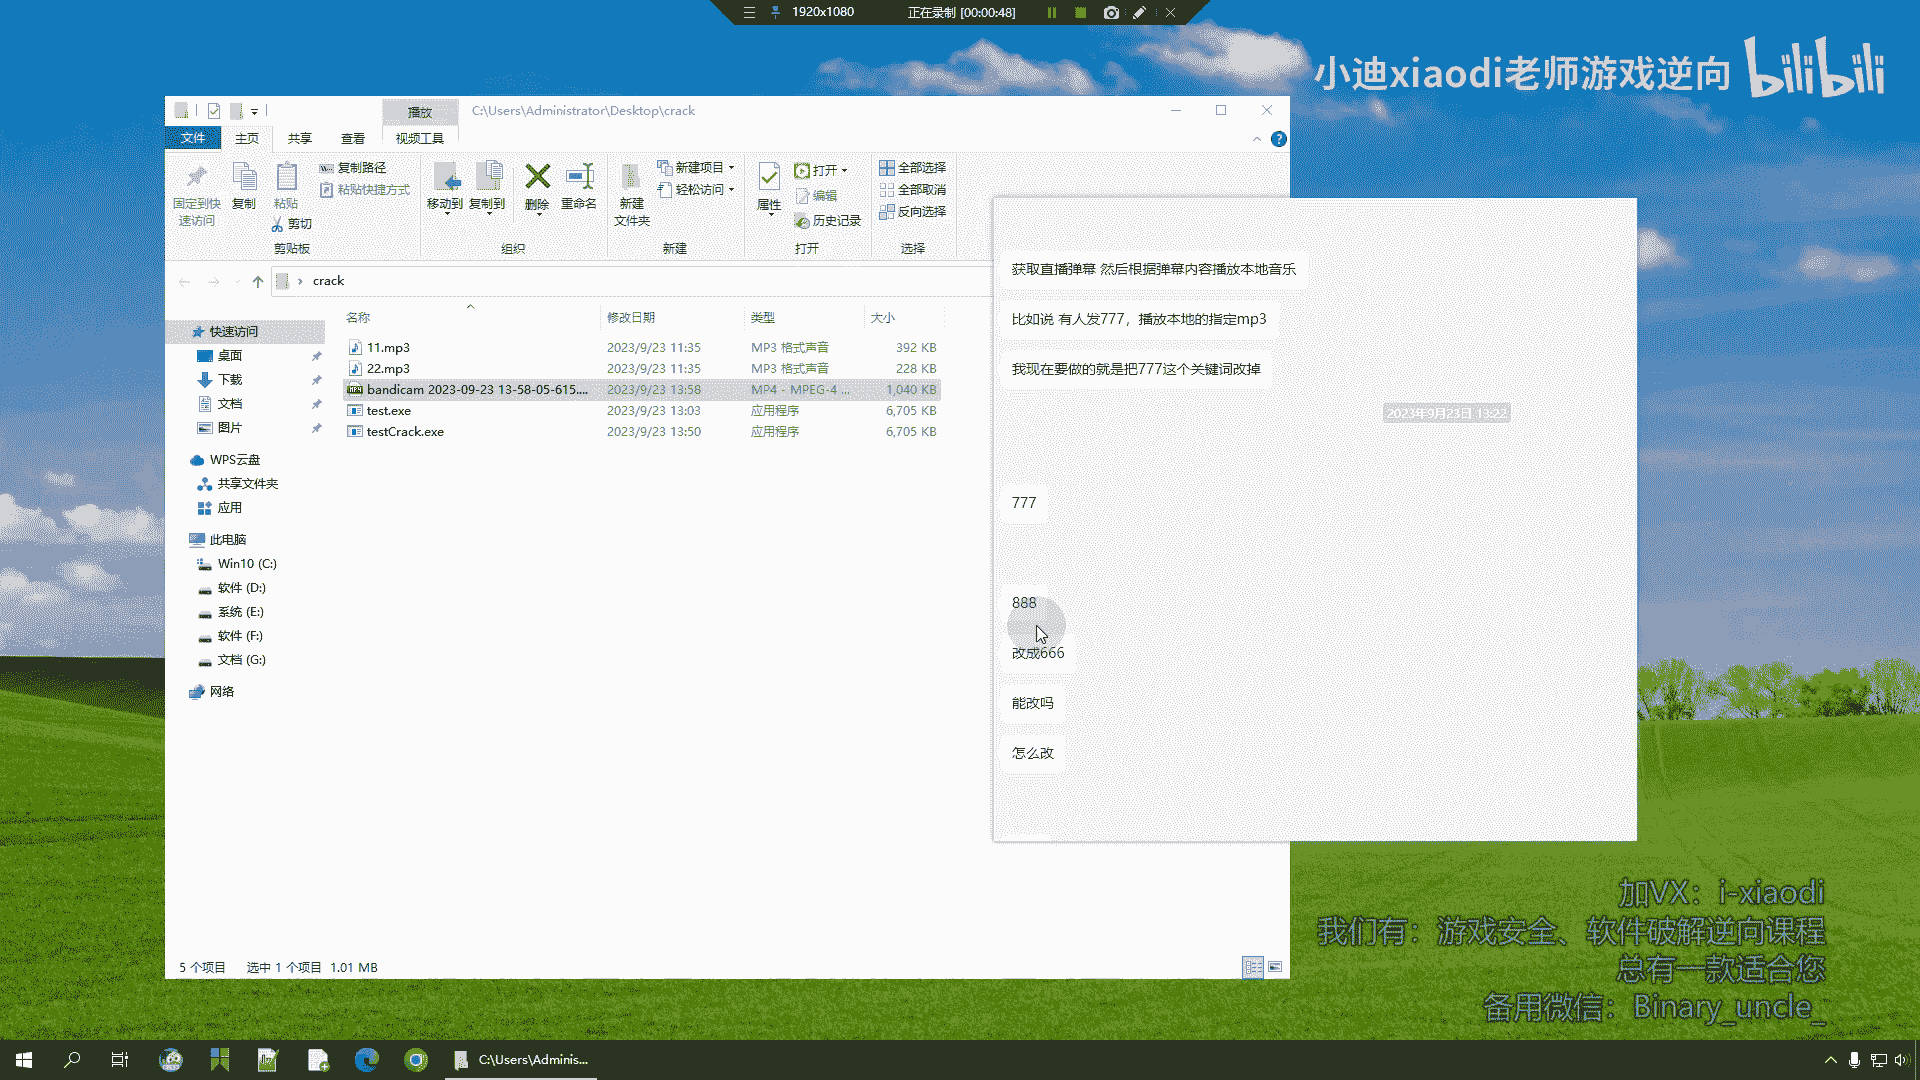 1920x1080 正在录制 [00:00:48]
小迪xiaodi老师游戏逆向 bilibili
播放 C:\Users\Administrator\Desktop\crack
文件 主页 共享 查看 视频工具
固定到快速访问
复制
粘贴
复制路径
粘贴快捷方式
剪切
剪贴板
移动到
复制到
删除
重命名
组织
新建文件夹
新建项目
轻松访问
新建
属性
打开
编辑
历史记录
打开
全部选择
全部取消
反向选择
选择
crack
名称 修改日期 类型 大小
11.mp3 2023/9/23 11:35 MP3 格式声音 392 KB
22.mp3 2023/9/23 11:35 MP3 格式声音 228 KB
bandicam 2023-09-23 13-58-05-615.... 2023/9/23 13:58 MP4 - MPEG-4 ... 1,040 KB
test.exe 2023/9/23 13:03 应用程序 6,705 KB
testCrack.exe 2023/9/23 13:50 应用程序 6,705 KB
快速访问
桌面
下载
文档
图片
WPS云盘
共享文件夹
应用
此电脑
Win10 (C:)
软件 (D:)
系统 (E:)
软件 (F:)
文档 (G:)
网络
5 个项目 选中 1 个项目 1.01 MB
获取直播弹幕 然后根据弹幕内容播放本地音乐
比如说 有人发777，播放本地的指定mp3
我现在要做的就是把777这个关键词改掉
2023年9月23日 13:22
777
888
改成666
能改吗
怎么改
加VX：i-xiaodi
我们有：游戏安全、软件破解逆向课程
总有一款适合您
备用微信：Binary_uncle_
C:\Users\Adminis...